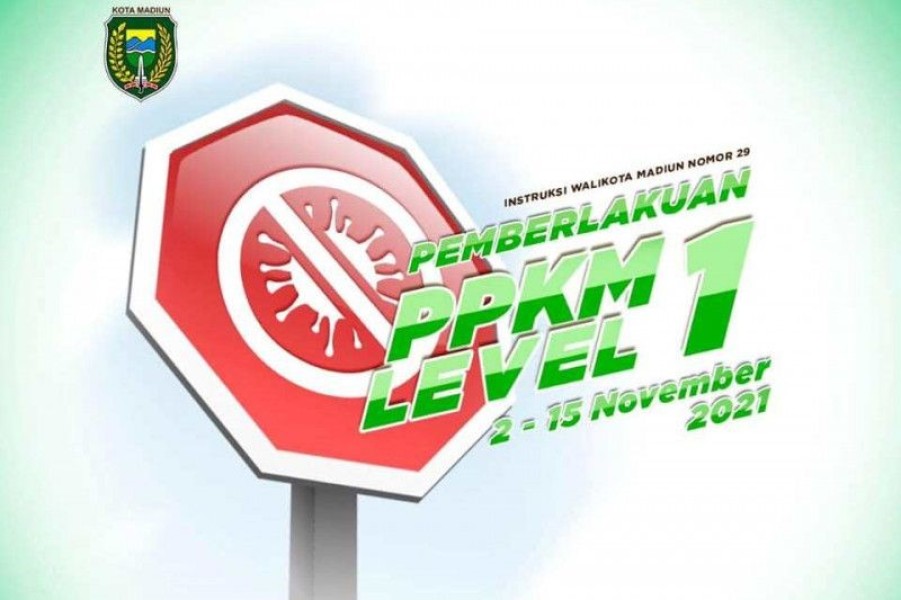 KOTA MADIUN
INSTRUKSI WALIKOTA MADIUN NOMOR 29
PEMBERLAKUAN
PPKM
LEVEL 1
2 - 15 November
2021